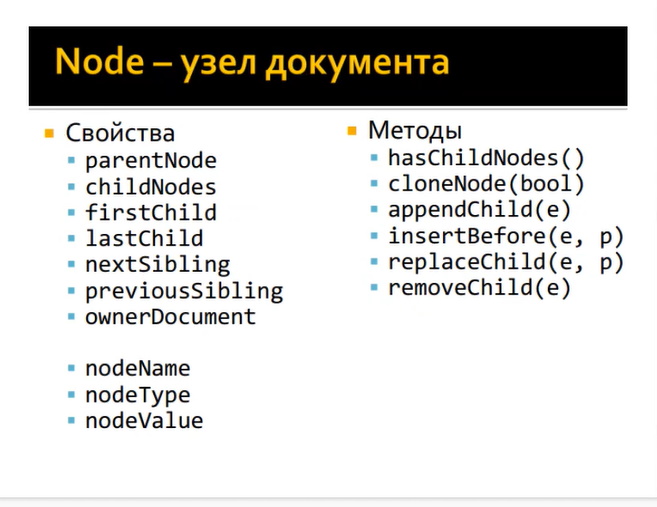 Node – узел документа
Свойства
parentNode
childNodes
firstChild
lastChild
nextSibling
previousSibling
ownerDocument
nodeName
nodeType
nodeValue
Методы
hasChildNodes()
cloneNode(bool)
appendChild(e)
insertBefore(e, p)
replaceChild(e, p)
removeChild(e)